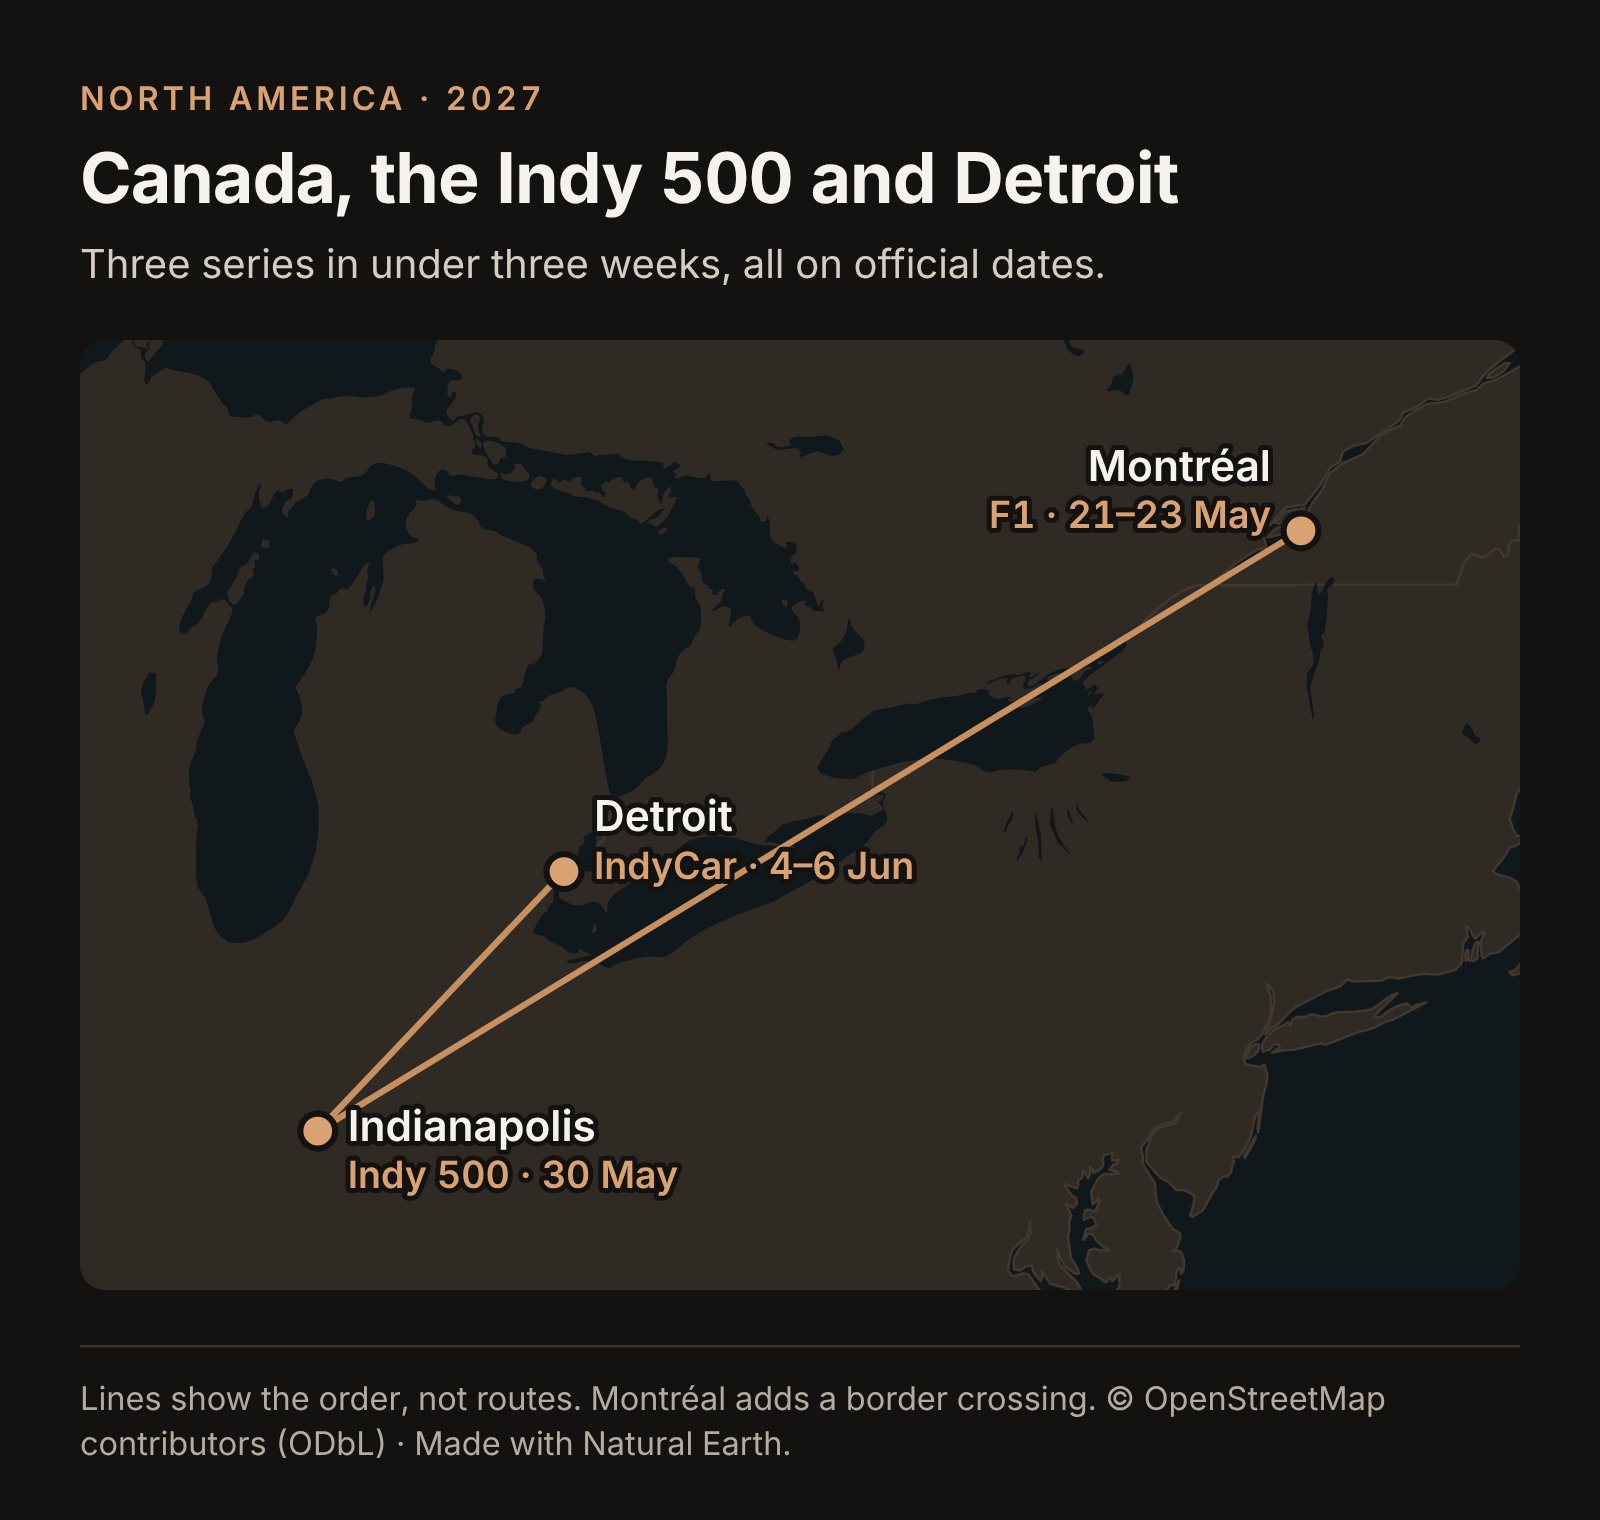 NORTH AMERICA · 2027
Canada, the Indy 500 and Detroit
Three series in under three weeks, all on official dates.
Montréal
F1 · 21–23 May
Detroit
IndyCar · 4–6 Jun
Indianapolis
Indy 500 · 30 May
Lines show the order, not routes. Montréal adds a border crossing. © OpenStreetMap
contributors (ODbL) · Made with Natural Earth.